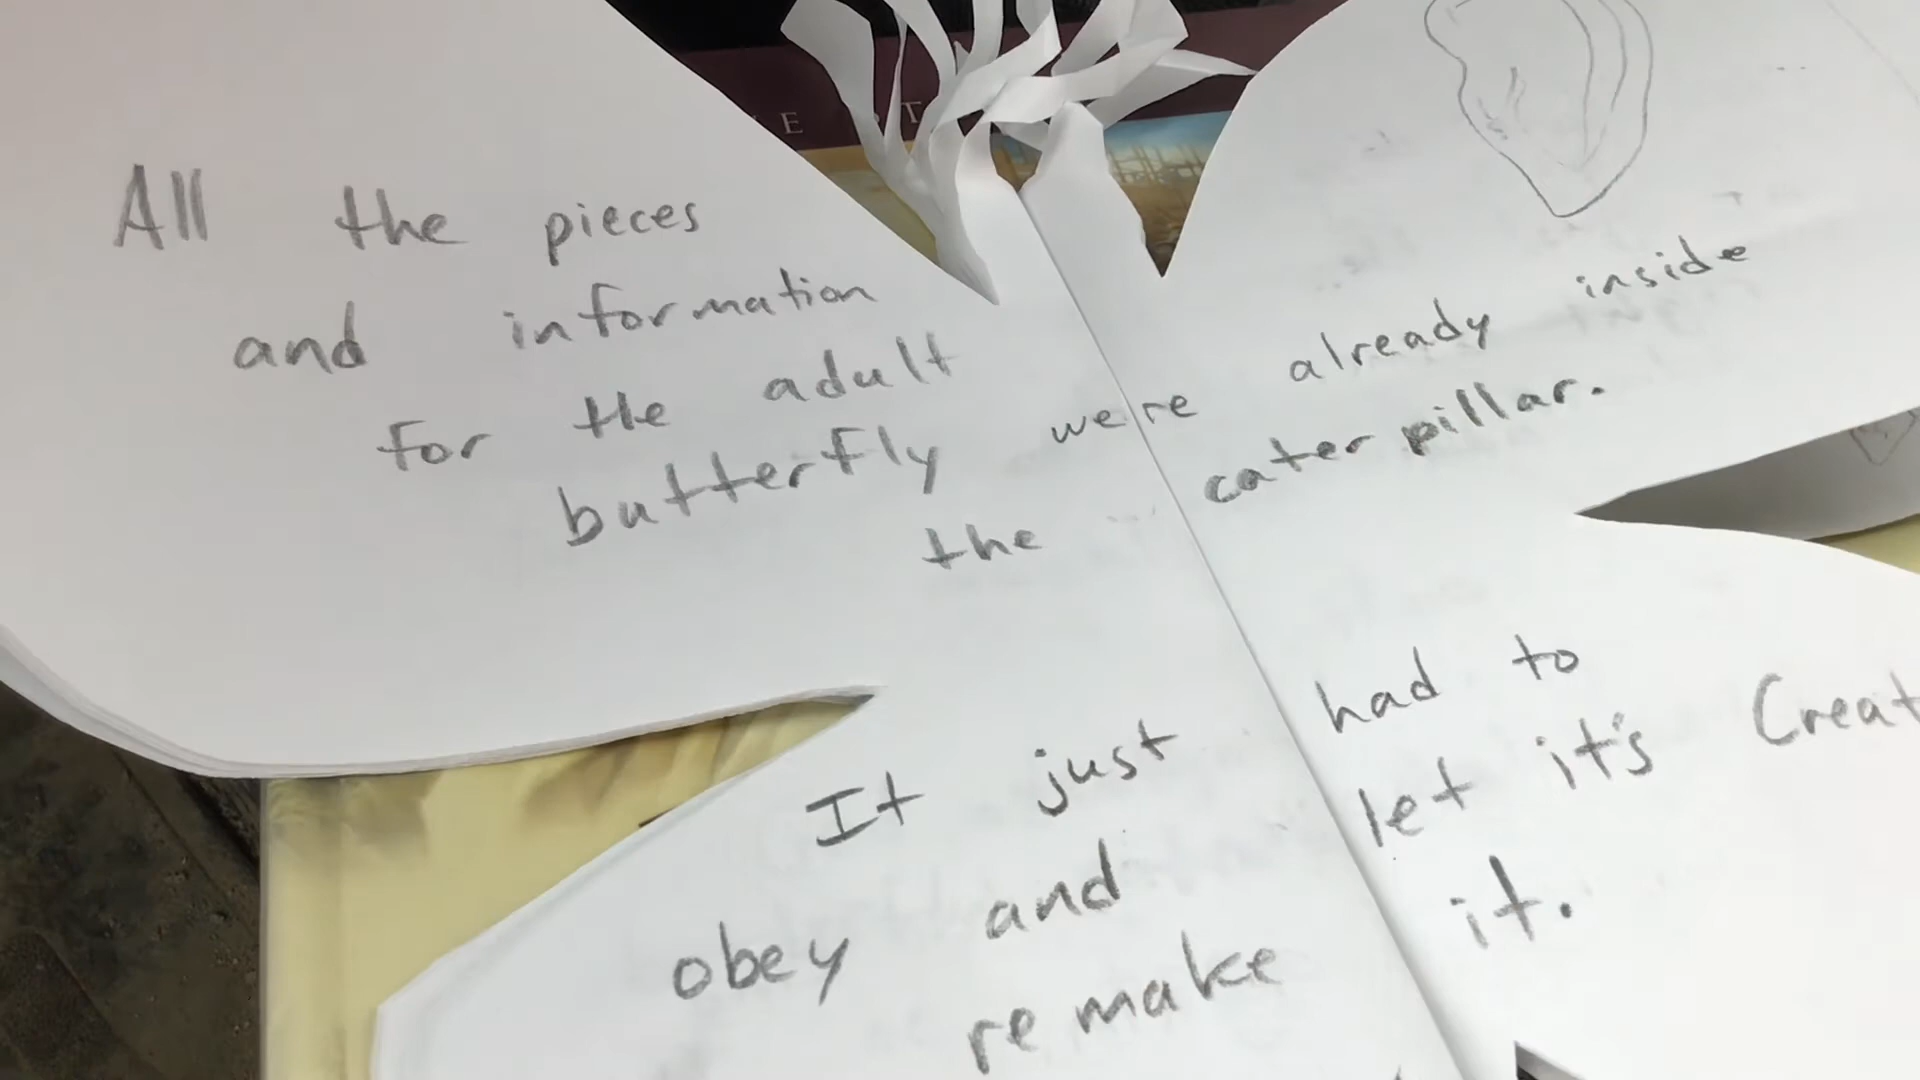 All the pieces
and information
for the adult
butterfly were already inside
the caterpillar.
It just had to
obey and let it's Creat
remake it.